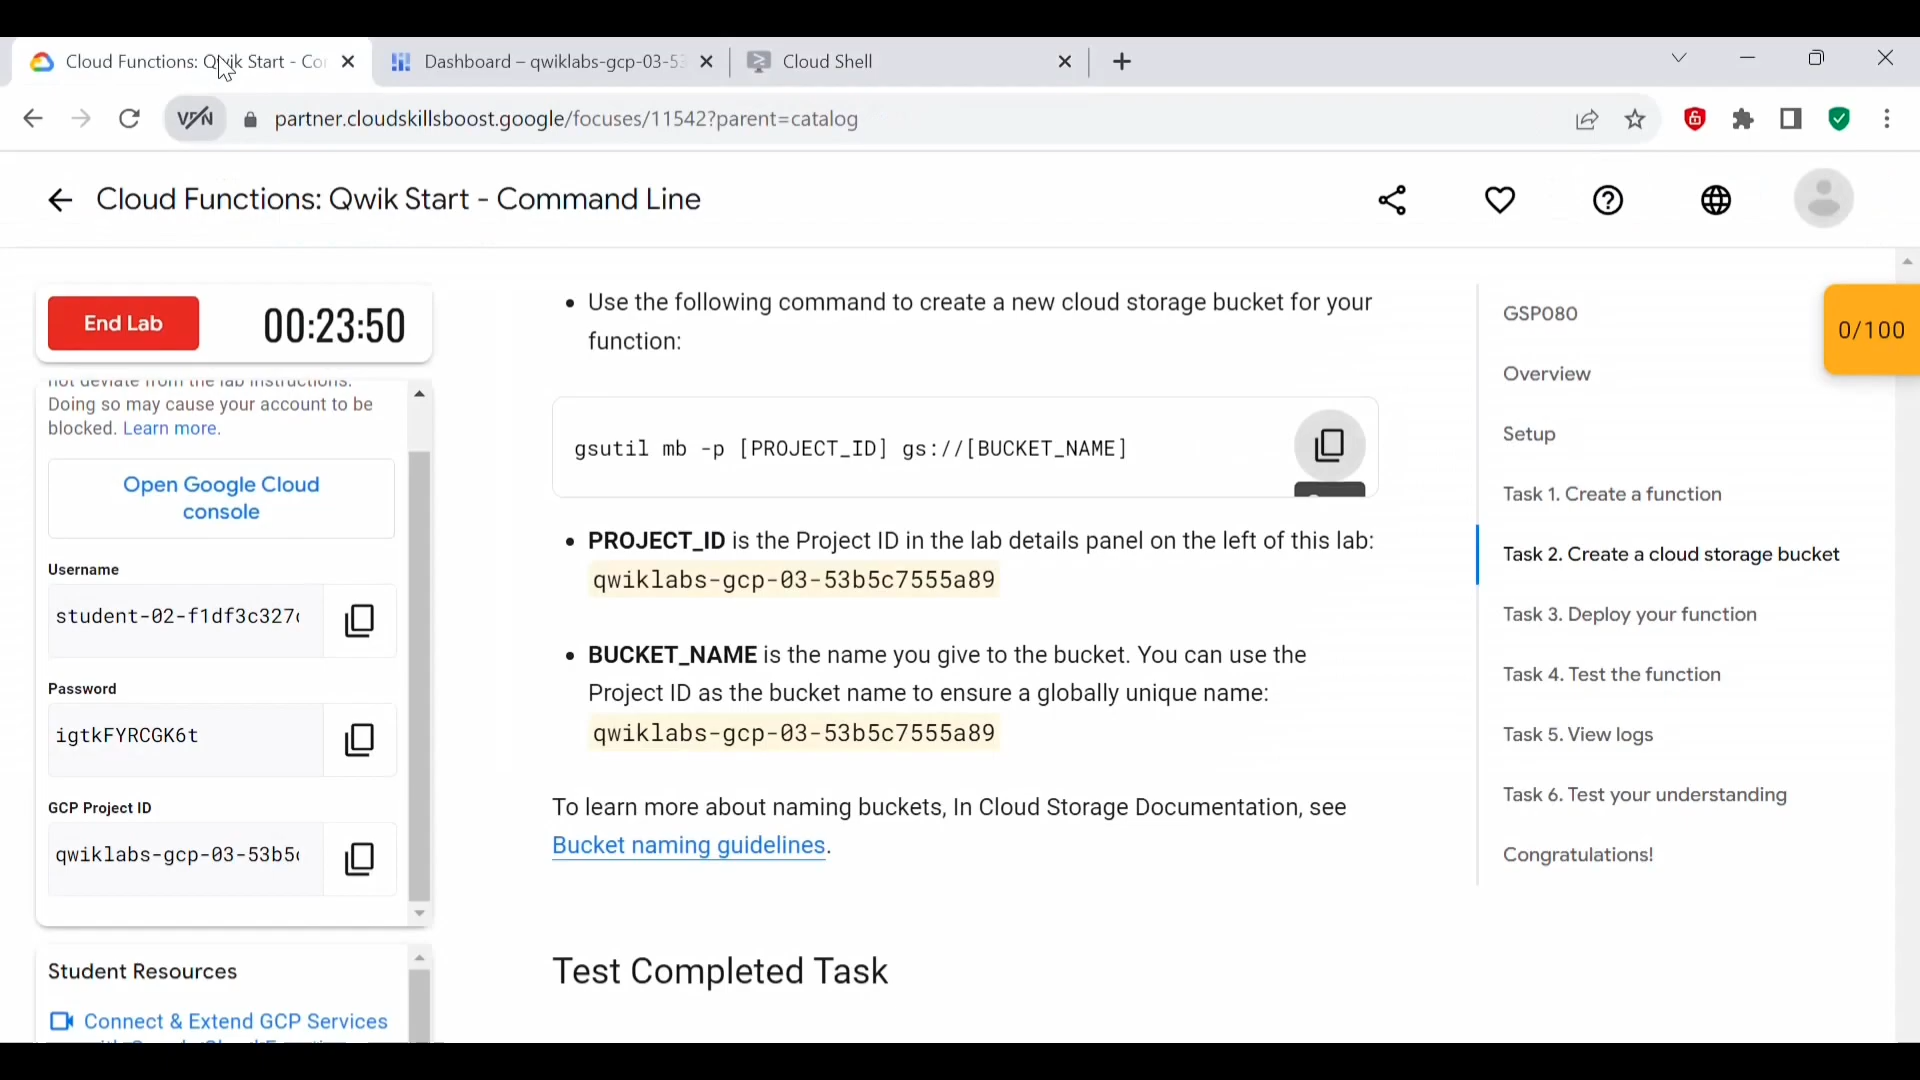 Cloud Functions: Qwik Start - Co
Dashboard – qwiklabs-gcp-03-5
Cloud Shell
VPN
partner.cloudskillsboost.google/focuses/11542?parent=catalog
Cloud Functions: Qwik Start - Command Line
End Lab
00:23:50
not deviate from the lab instructions.
Doing so may cause your account to be
blocked. Learn more.
Open Google Cloud
console
Username
student-02-f1df3c327
Password
igtkFYRCGK6t
GCP Project ID
qwiklabs-gcp-03-53b5
Student Resources
Connect & Extend GCP Services
• Use the following command to create a new cloud storage bucket for your
function:
gsutil mb -p [PROJECT_ID] gs://[BUCKET_NAME]
• PROJECT_ID is the Project ID in the lab details panel on the left of this lab:
qwiklabs-gcp-03-53b5c7555a89
• BUCKET_NAME is the name you give to the bucket. You can use the
Project ID as the bucket name to ensure a globally unique name:
qwiklabs-gcp-03-53b5c7555a89
To learn more about naming buckets, In Cloud Storage Documentation, see
Bucket naming guidelines.
Test Completed Task
GSP080
Overview
Setup
Task 1. Create a function
Task 2. Create a cloud storage bucket
Task 3. Deploy your function
Task 4. Test the function
Task 5. View logs
Task 6. Test your understanding
Congratulations!
0/100